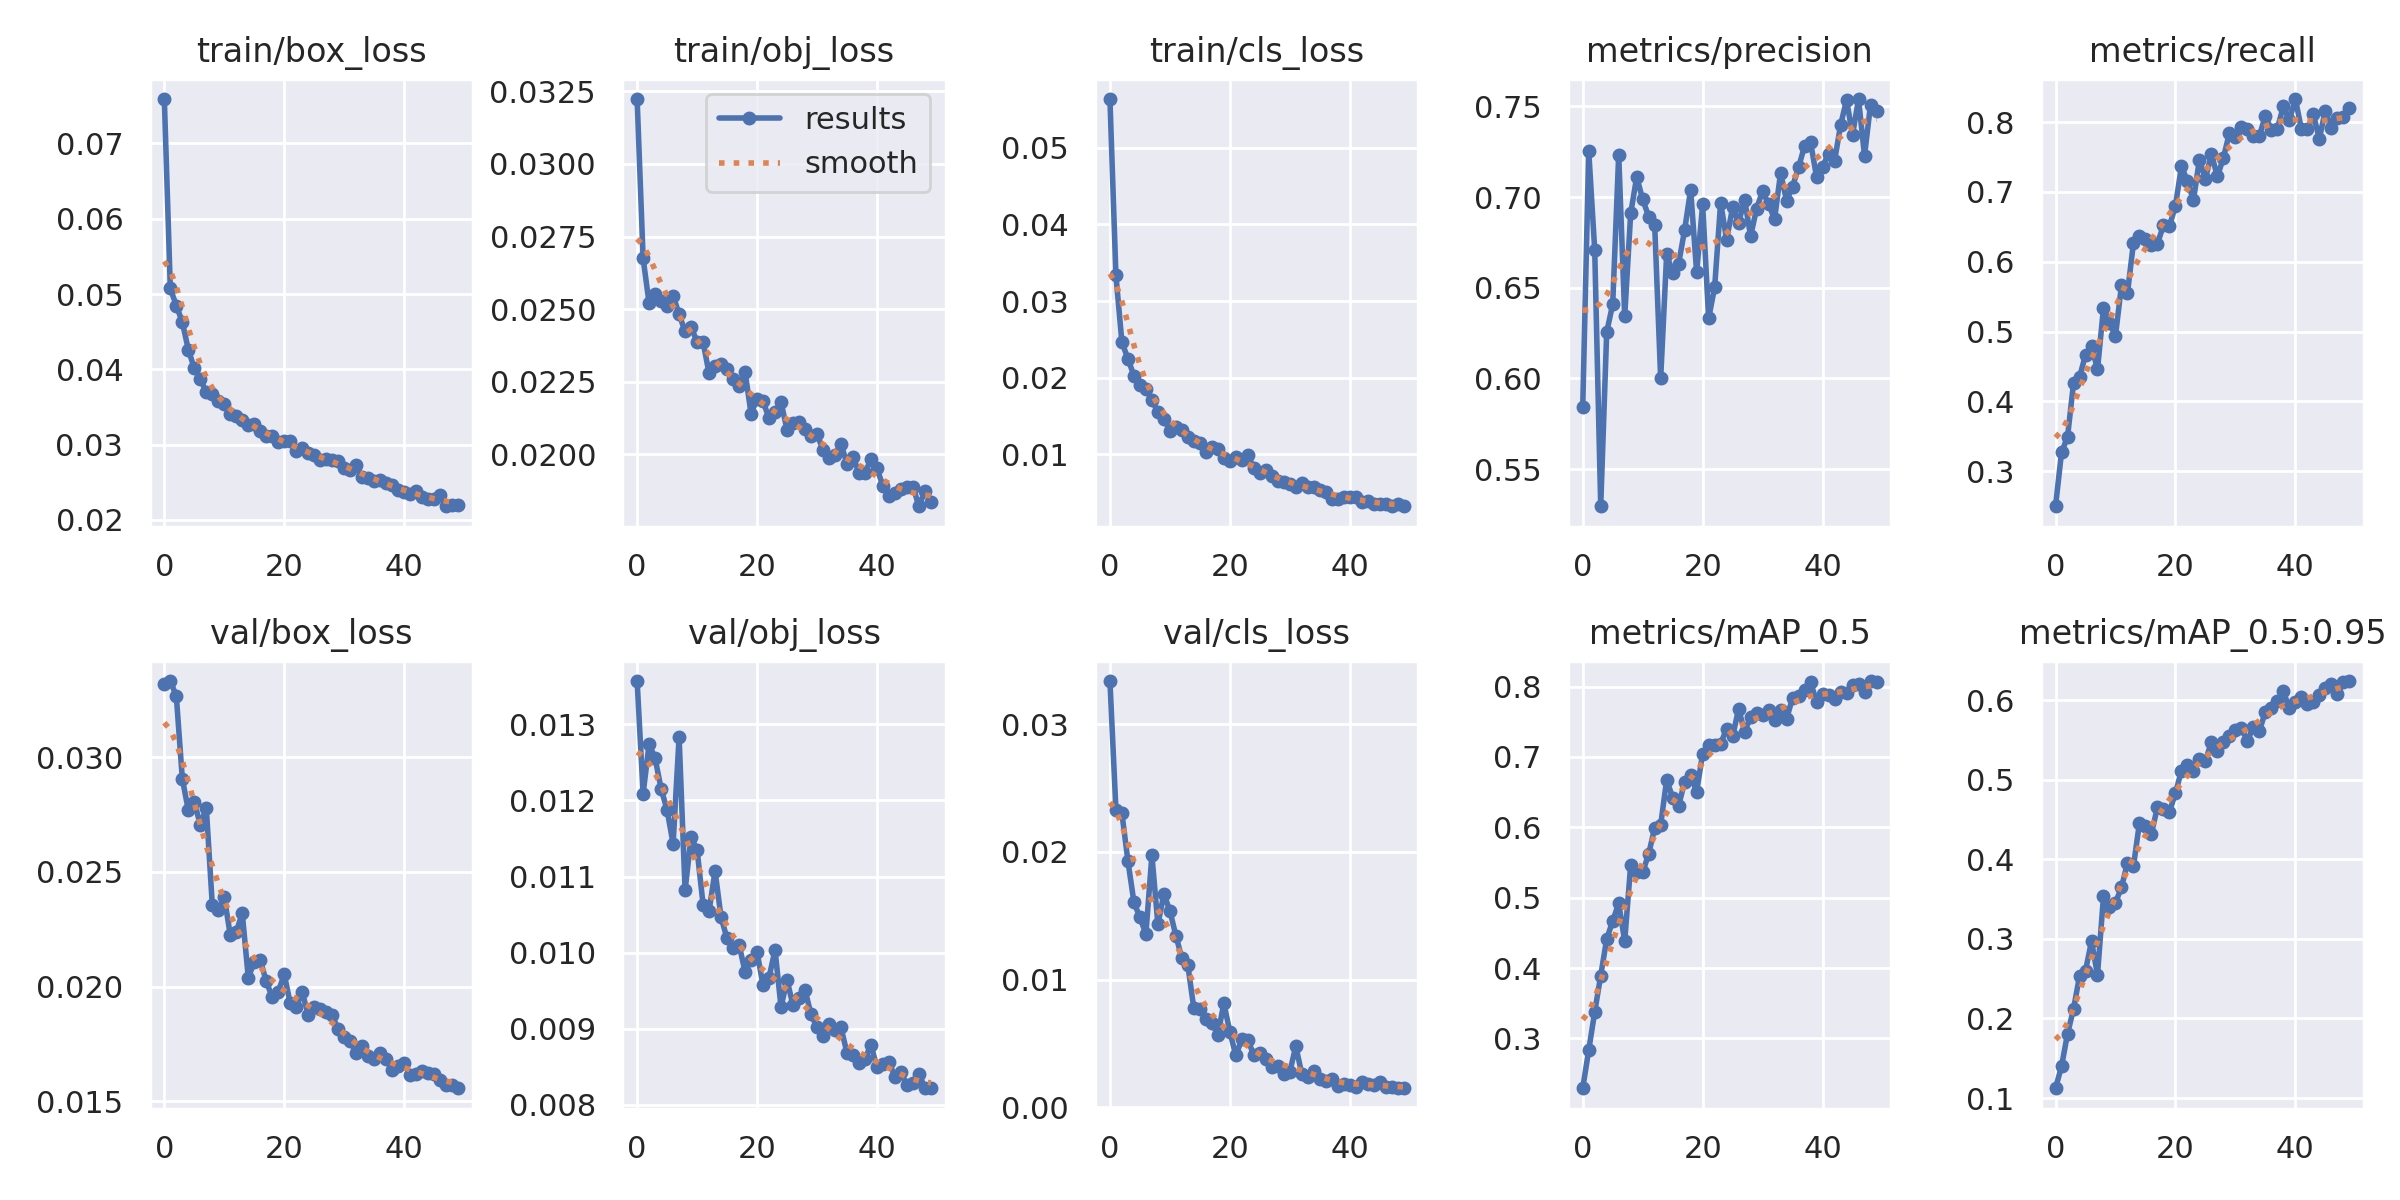 train/box_loss
0.07
0.06
0.05
0.04
0.03
0.02
0 20 40
train/obj_loss
0.0325
0.0300
0.0275
0.0250
0.0225
0.0200
results
smooth
0 20 40
train/cls_loss
0.05
0.04
0.03
0.02
0.01
0 20 40
metrics/precision
0.75
0.70
0.65
0.60
0.55
0 20 40
metrics/recall
0.8
0.7
0.6
0.5
0.4
0.3
0 20 40
val/box_loss
0.030
0.025
0.020
0.015
0 20 40
val/obj_loss
0.013
0.012
0.011
0.010
0.009
0.008
0 20 40
val/cls_loss
0.03
0.02
0.01
0.00
0 20 40
metrics/mAP_0.5
0.8
0.7
0.6
0.5
0.4
0.3
0 20 40
metrics/mAP_0.5:0.95
0.6
0.5
0.4
0.3
0.2
0.1
0 20 40